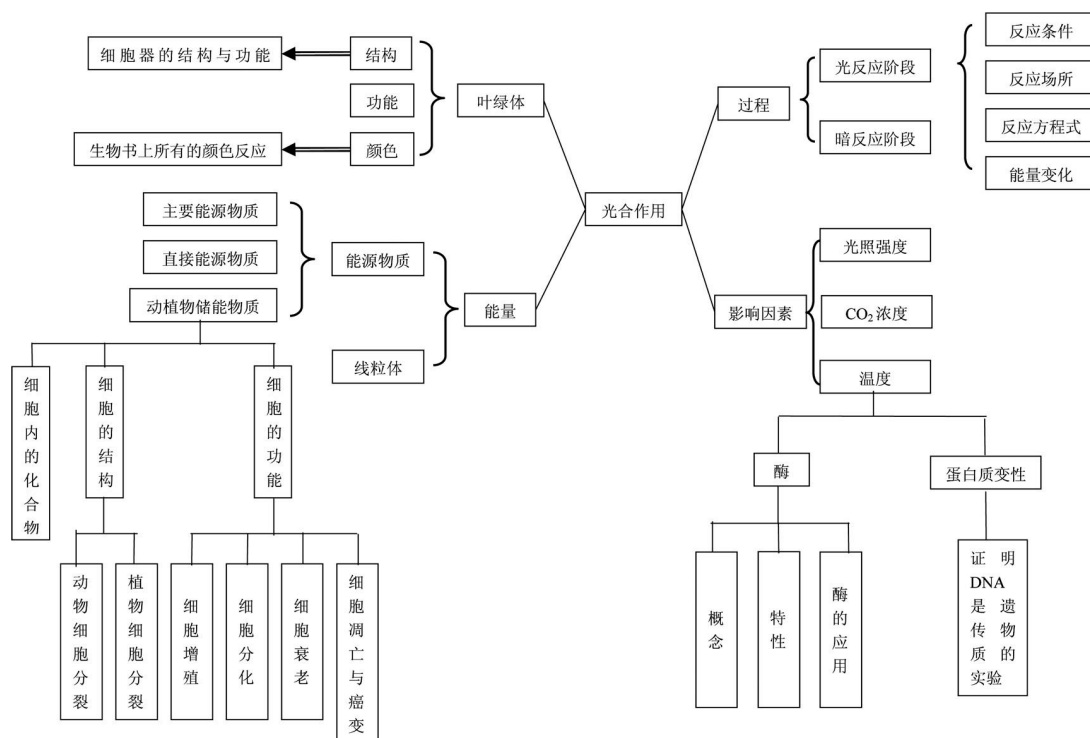 细胞器的结构与功能
结构
功能
生物书上所有的颜色反应
颜色
叶绿体
主要能源物质
直接能源物质
动植物储能物质
能源物质
线粒体
能量
细胞内的化合物
细胞的结构
细胞的功能
动物细胞分裂
植物细胞分裂
细胞增殖
细胞分化
细胞衰老
细胞凋亡与癌变
光合作用
过程
光反应阶段
暗反应阶段
反应条件
反应场所
反应方程式
能量变化
影响因素
光照强度
CO₂浓度
温度
酶
蛋白质变性
概念
特性
酶的应用
证明
DNA
是遗
传物
质的
实验